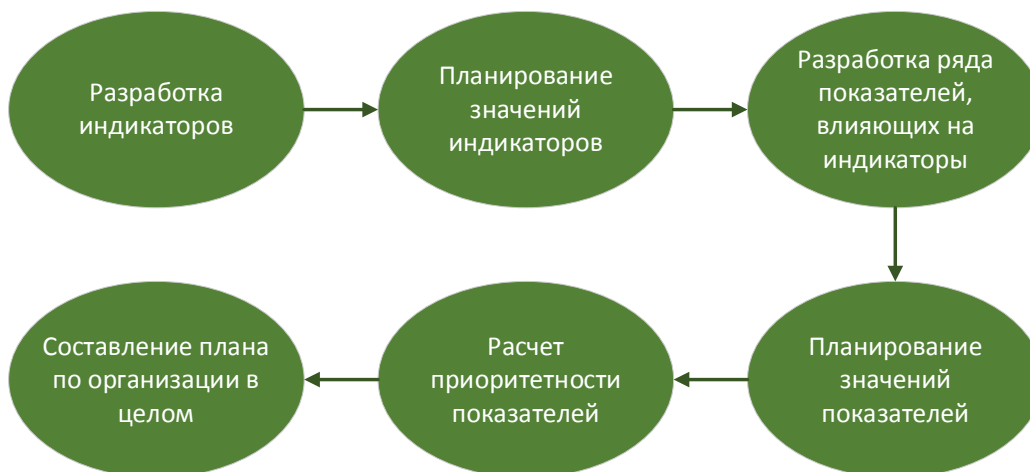 Разработка
индикаторов
Планирование
значений
индикаторов
Разработка ряда
показателей,
влияющих на
индикаторы
Планирование
значений
показателей
Расчет
приоритетности
показателей
Составление плана
по организации в
целом